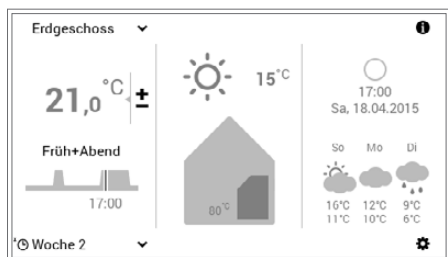 Erdgeschoss
21,0 °C ±
Früh+Abend
17:00
Woche 2
15°C
80°C
17:00
Sa, 18.04.2015
So Mo Di
16°C 12°C 9°C
11°C 10°C 6°C